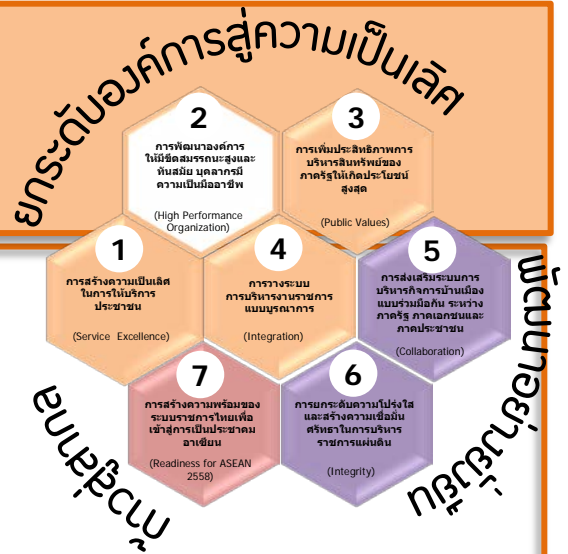 ยกระดับองค์การสู่ความเป็นเลิศ
2
การพัฒนาองค์การ
ให้มีขีดสมรรถนะสูงและ
ทันสมัย บุคลากรมี
ความเป็นมืออาชีพ
(High Performance
Organization)
3
การเพิ่มประสิทธิภาพการ
บริหารสินทรัพย์ของ
ภาครัฐให้เกิดประโยชน์
สูงสุด
(Public Values)
1
การสร้างความเป็นเลิศ
ในการให้บริการ
ประชาชน
(Service Excellence)
4
การวางระบบ
การบริหารงานราชการ
แบบบูรณาการ
(Integration)
5
การส่งเสริมระบบการ
บริหารกิจการบ้านเมือง
แบบร่วมมือกัน ระหว่าง
ภาครัฐ ภาคเอกชนและ
ภาคประชาชน
(Collaboration)
พัฒนาอย่างยั่งยืน
7
การสร้างความพร้อมของ
ระบบราชการไทยเพื่อ
เข้าสู่การเป็นประชาคม
อาเซียน
(Readiness for ASEAN
2558)
6
การยกระดับความโปร่งใส
และสร้างความเชื่อมั่น
ศรัทธาในการบริหาร
ราชการแผ่นดิน
(Integrity)
ก้าวสู่สากล